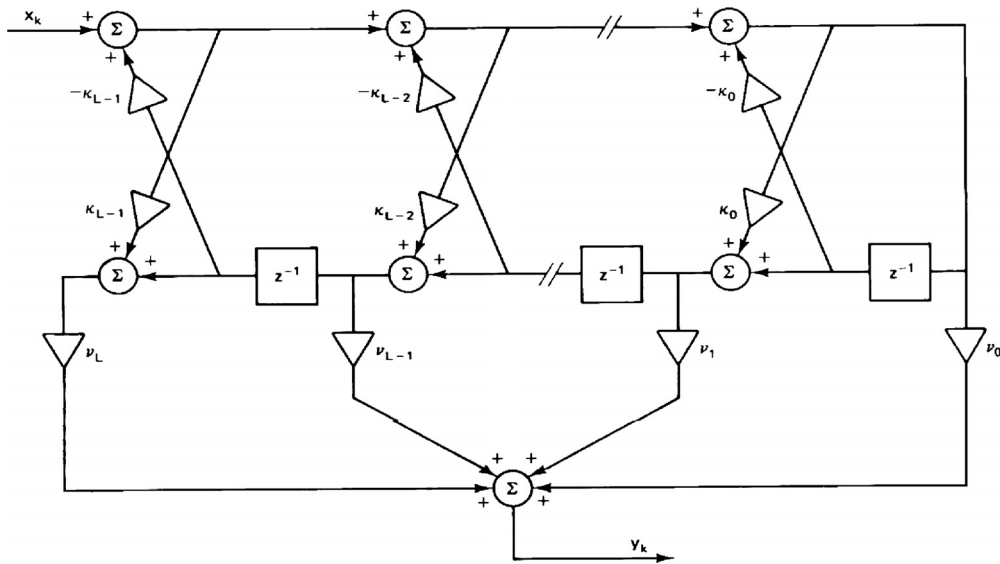 x_k
+ Σ + + Σ + + Σ +
−κ_{L−1} −κ_{L−2} −κ_0
κ_{L−1} κ_{L−2} κ_0
+ Σ + z^{−1} + Σ + z^{−1} + Σ + z^{−1}
ν_L ν_{L−1} ν_1 ν_0
+ +
+ Σ +
y_k